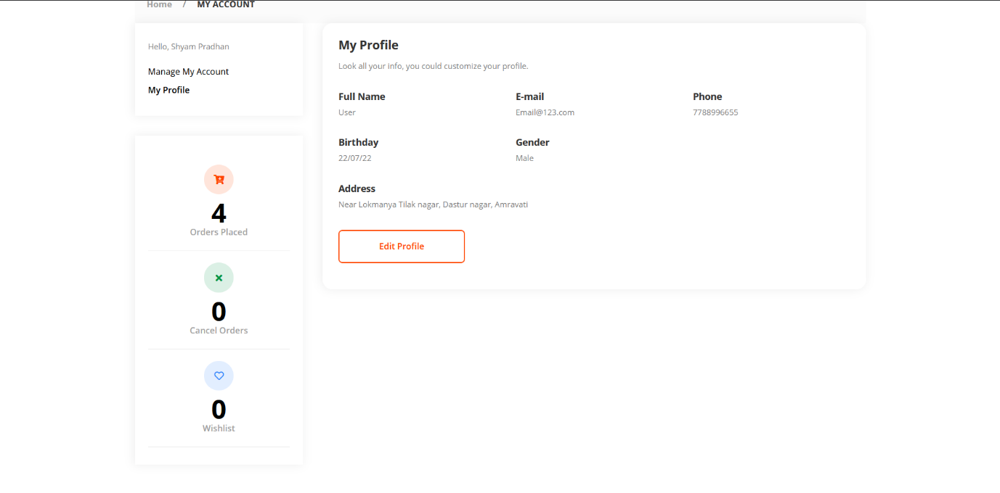 Home / MY ACCOUNT
Hello, Shyam Pradhan
Manage My Account
My Profile
4
Orders Placed
0
Cancel Orders
0
Wishlist
My Profile
Look all your info, you could customize your profile.
Full Name
User
E-mail
Email@123.com
Phone
7788996655
Birthday
22/07/22
Gender
Male
Address
Near Lokmanya Tilak nagar, Dastur nagar, Amravati
Edit Profile